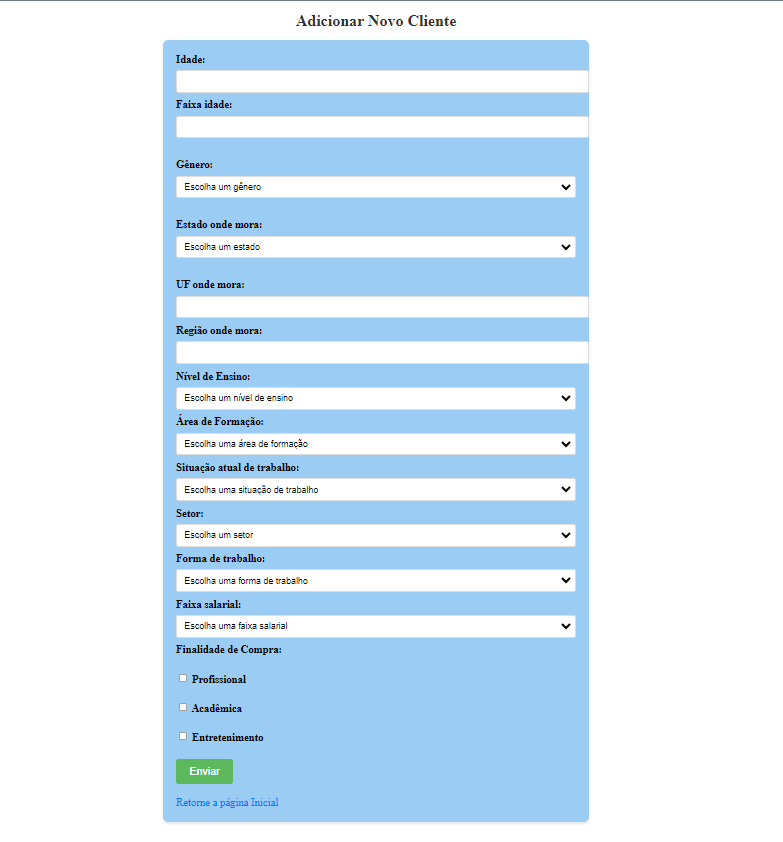 Adicionar Novo Cliente
Idade:
Faixa idade:
Gênero:
Escolha um gênero
Estado onde mora:
Escolha um estado
UF onde mora:
Região onde mora:
Nível de Ensino:
Escolha um nível de ensino
Área de Formação:
Escolha uma área de formação
Situação atual de trabalho:
Escolha uma situação de trabalho
Setor:
Escolha um setor
Forma de trabalho:
Escolha uma forma de trabalho
Faixa salarial:
Escolha uma faixa salarial
Finalidade de Compra:
Profissional
Acadêmica
Entretenimento
Enviar
Retorne a página Inicial